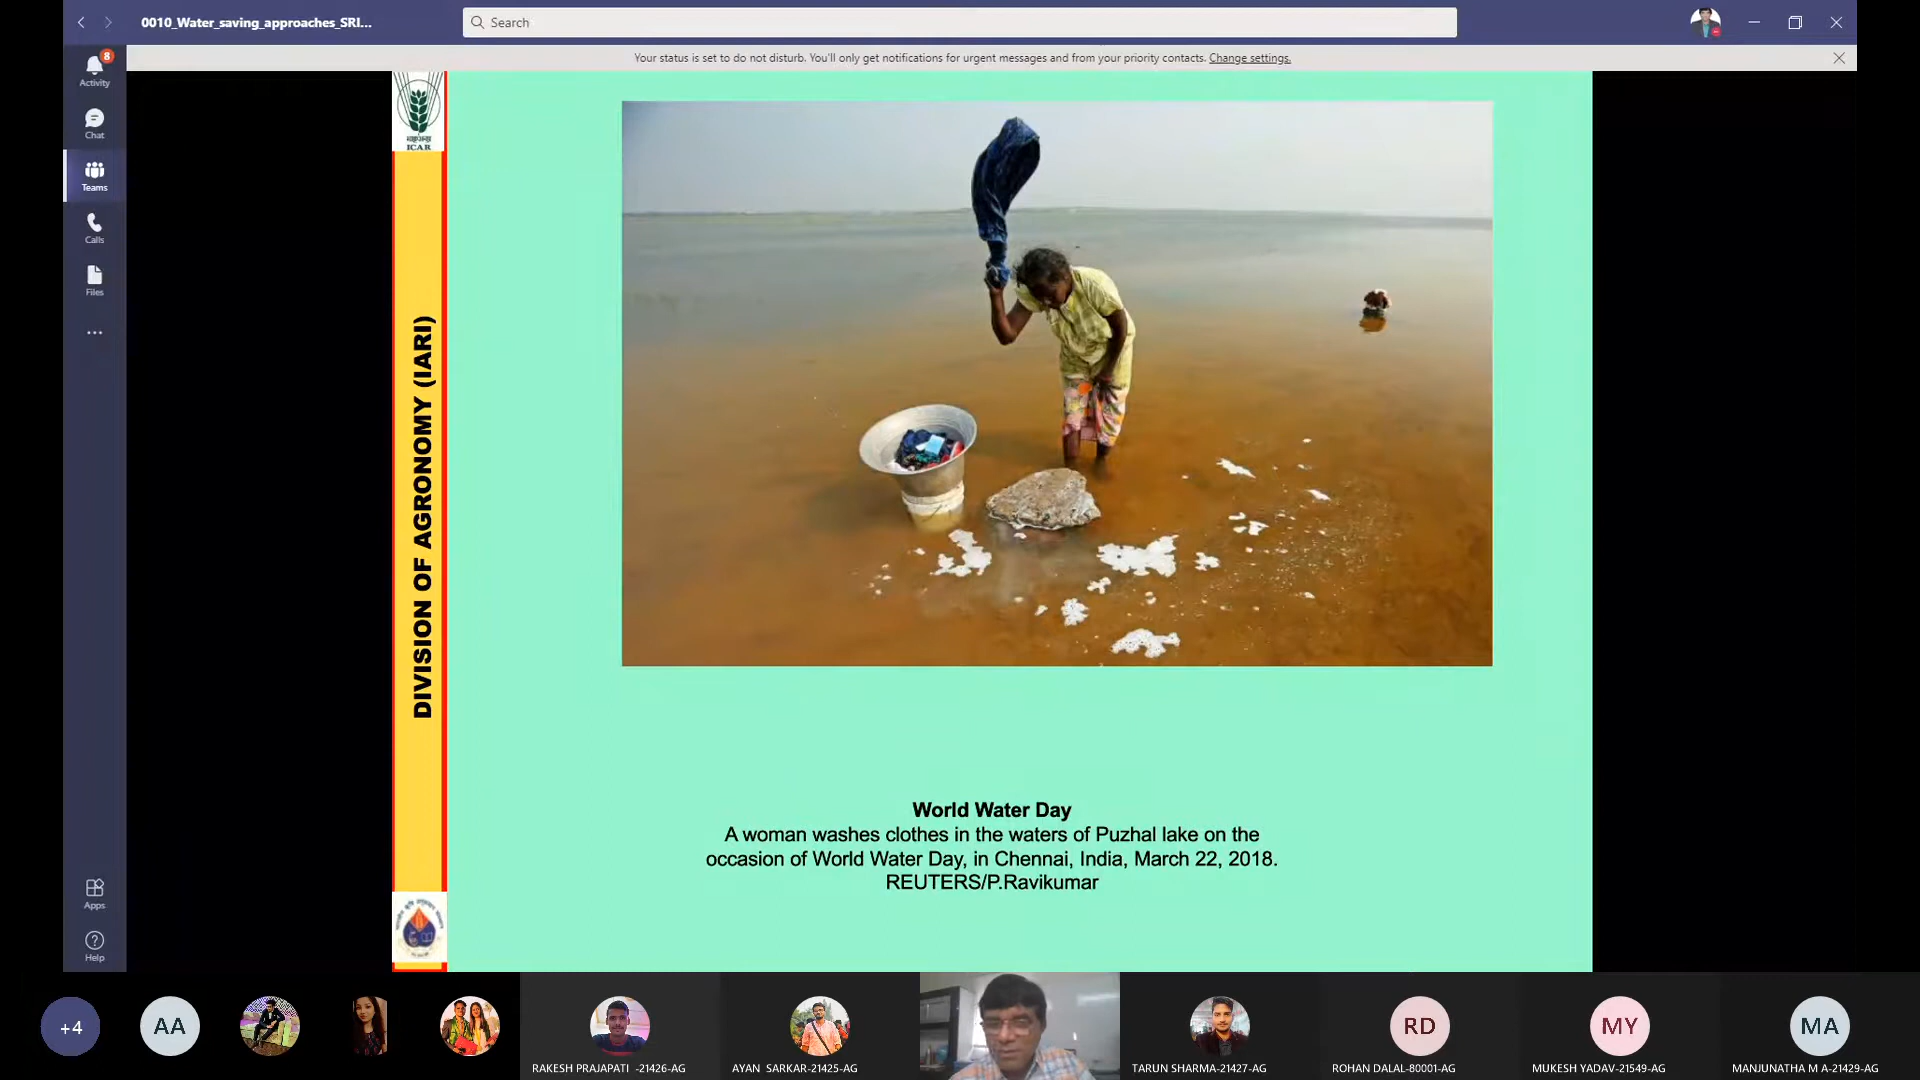 0010_Water_saving_approaches_SRI...
Search
Your status is set to do not disturb. You'll only get notifications for urgent messages and from your priority contacts. Change settings.
8
Activity
Chat
Teams
Calls
Files
Apps
Help
ICAR
DIVISION OF AGRONOMY (IARI)
World Water Day
A woman washes clothes in the waters of Puzhal lake on the
occasion of World Water Day, in Chennai, India, March 22, 2018.
REUTERS/P.Ravikumar
+4
AA
RD
MY
MA
RAKESH PRAJAPATI -21426-AG
AYAN SARKAR-21425-AG
TARUN SHARMA-21427-AG
ROHAN DALAL-80001-AG
MUKESH YADAV-21549-AG
MANJUNATHA M A-21429-AG